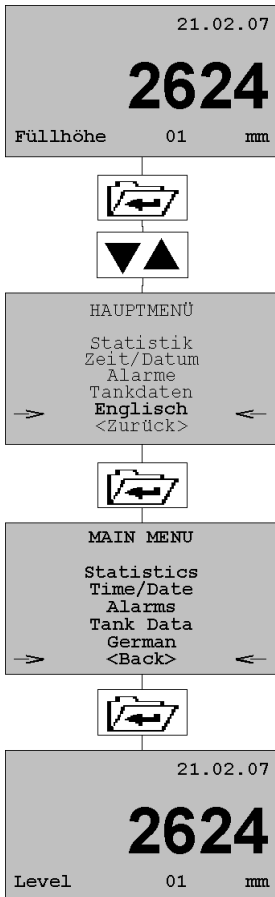 21.02.07
2624
Füllhöhe 01 mm
HAUPTMENÜ
Statistik
Zeit/Datum
Alarme
Tankdaten
Englisch
<Zurück>
MAIN MENU
Statistics
Time/Date
Alarms
Tank Data
German
<Back>
21.02.07
2624
Level 01 mm